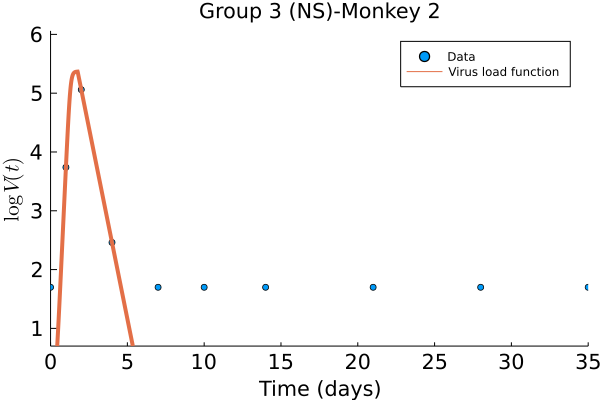 Group 3 (NS)-Monkey 2
Data
Virus load function
6
5
4
3
2
1
log V(t)
0 5 10 15 20 25 30 35
Time (days)